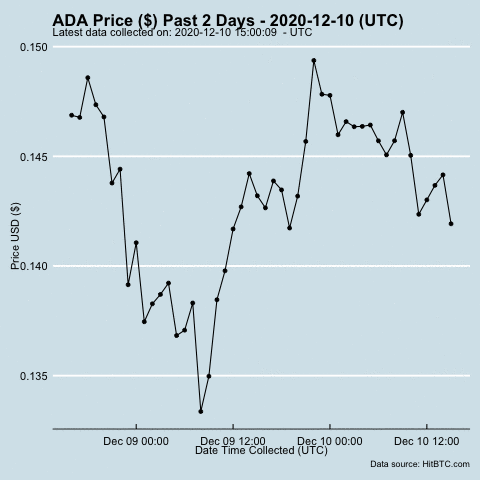 ADA Price ($) Past 2 Days - 2020-12-10 (UTC)
Latest data collected on: 2020-12-10 15:00:09  - UTC
0.150
0.145
0.140
0.135
Price USD ($)
Dec 09 00:00 Dec 09 12:00 Dec 10 00:00 Dec 10 12:00
Date Time Collected (UTC)
Data source: HitBTC.com